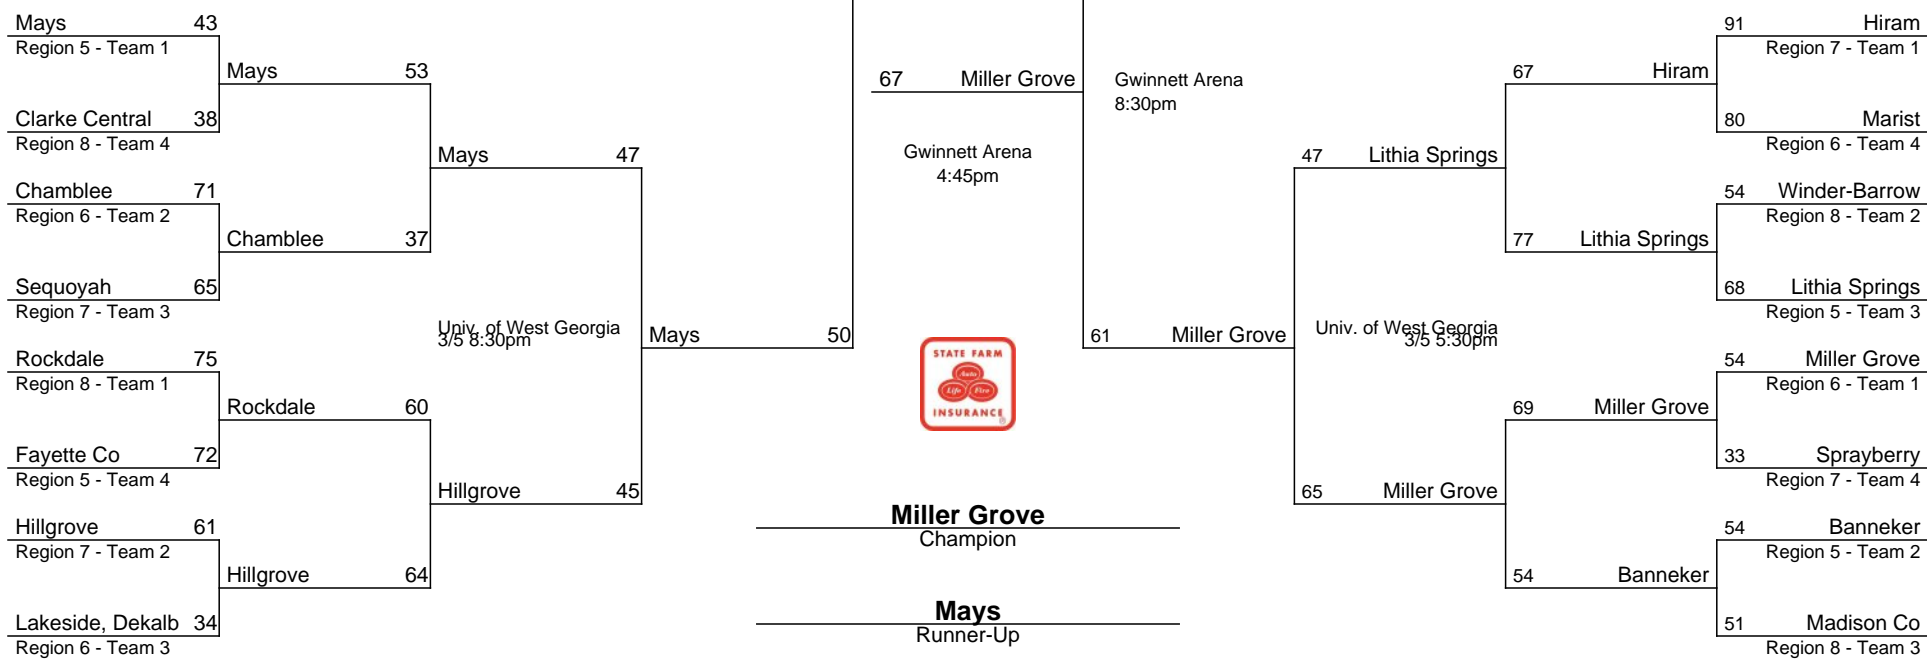 Mays 43
Region 5 - Team 1
Mays 53
Clarke Central 38
Region 8 - Team 4
Mays 47
Chamblee 71
Region 6 - Team 2
Chamblee 37
Sequoyah 65
Region 7 - Team 3
Univ. of West Georgia
3/5 8:30pm
Mays 50
Rockdale 75
Region 8 - Team 1
Rockdale 60
Fayette Co 72
Region 5 - Team 4
Hillgrove 45
Hillgrove 61
Region 7 - Team 2
Hillgrove 64
Lakeside, Dekalb 34
Region 6 - Team 3
67 Miller Grove
Gwinnett Arena
4:45pm
Gwinnett Arena
8:30pm
STATE FARM
Auto
Life Fire
INSURANCE
®
Miller Grove
Champion
Mays
Runner-Up
91 Hiram
Region 7 - Team 1
67 Hiram
80 Marist
Region 6 - Team 4
47 Lithia Springs
54 Winder-Barrow
Region 8 - Team 2
77 Lithia Springs
68 Lithia Springs
Region 5 - Team 3
61 Miller Grove
Univ. of West Georgia
3/5 5:30pm
54 Miller Grove
Region 6 - Team 1
69 Miller Grove
33 Sprayberry
Region 7 - Team 4
65 Miller Grove
54 Banneker
Region 5 - Team 2
54 Banneker
51 Madison Co
Region 8 - Team 3